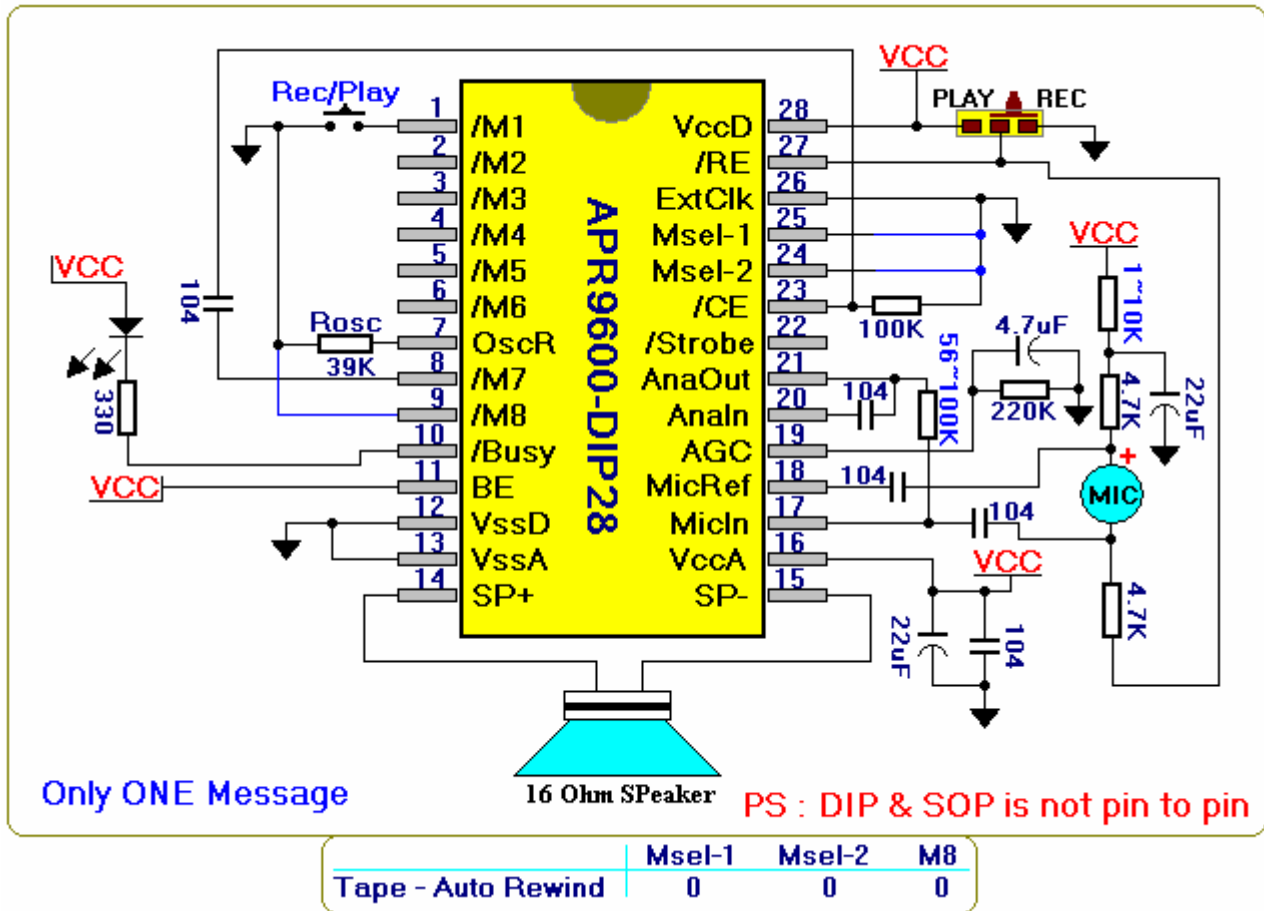 VCC
PLAY REC
Rec/Play
1 /M1
2 /M2
3 /M3
4 /M4
5 /M5
6 /M6
7 OscR
8 /M7
9 /M8
10 /Busy
11 BE
12 VssD
13 VssA
14 SP+
APR9600-DIP28
VccD 28
/RE 27
ExtClk 26
Msel-1 25
Msel-2 24
/CE 23
/Strobe 22
AnaOut 21
AnaIn 20
AGC 19
MicRef 18
MicIn 17
VccA 16
SP- 15
VCC
104
330
VCC
Rosc
39K
100K
56~100K
104
4.7uF
220K
VCC
1~10K
4.7K
22uF
+
MIC
104
104
4.7K
VCC
22uF
104
16 Ohm SPeaker
Only ONE Message
PS : DIP & SOP is not pin to pin
Msel-1 Msel-2 M8
Tape - Auto Rewind 0 0 0